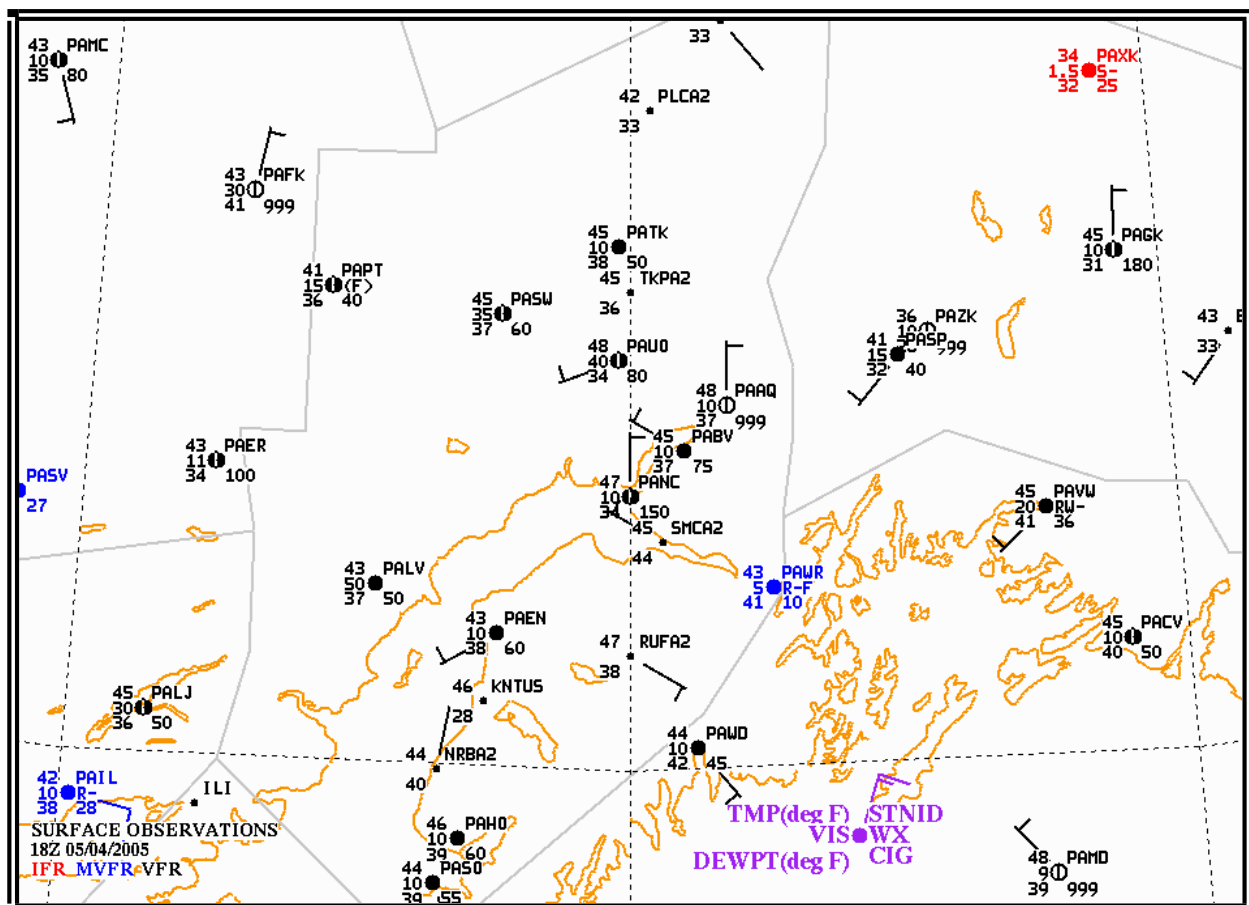 33
43 PAMC
10
35 80
34 PAXK
1.5 S-
32 25
42 PLCA2
33
43 PAFK
30
41 999
45 PATK
10
38 50
45 PAGK
10
31 180
41 PAPT
15 (F)
36 40
45 TKPA2
36
45 PASW
35
37 60
36 PAZK
10
999
43
33
41 PASP
15
32 40
48 PAUO
40
34 80
48 PAAQ
10
37 999
45 PABV
10
37 75
43 PAER
11
34 100
PASV
27
47 PANC
10
34 150
45 PAVW
20 RW-
41 36
45 SMCA2
44
43 PALV
50
37 50
43 PAWR
5 R-F
41 10
43 PAEN
10
38 60
45 PACV
10
40 50
47 RUFA2
38
45 PALJ
30
36 50
46 KNTUS
28
44 PAWD
10
42 45
44 NRBA2
40
42 PAIL
10 R-
38 28
ILI
TMP(deg F) STNID
VIS WX
DEWPT(deg F) CIG
46 PAHO
10
39 60
48 PAMD
9
39 999
44 PASO
10
39 55
SURFACE OBSERVATIONS
18Z 05/04/2005
IFR MVFR VFR